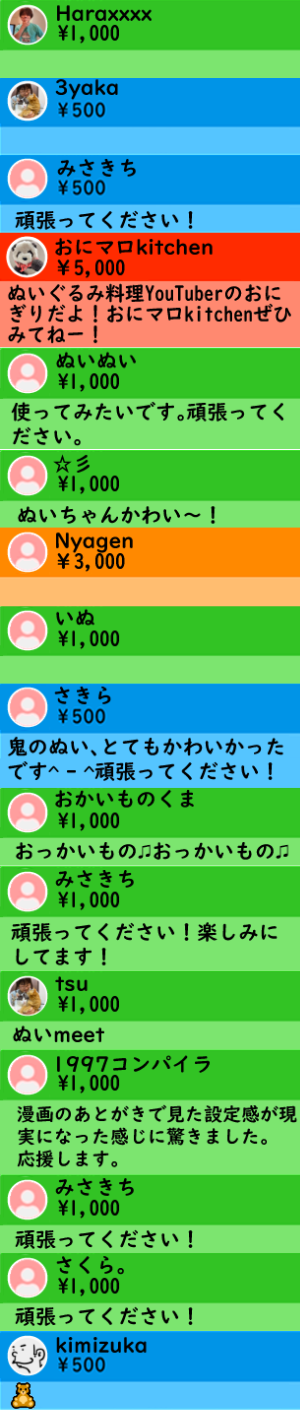 Haraxxxx
¥1,000
3yaka
¥500
みさきち
¥500
頑張ってください！
おにマロkitchen
¥5,000
ぬいぐるみ料理YouTuberのおに
ぎりだよ！おにマロkitchenぜひ
みてねー！
ぬいぬい
¥1,000
使ってみたいです。頑張ってく
ださい。
☆彡
¥1,000
ぬいちゃんかわい～！
Nyagen
¥3,000
いぬ
¥1,000
さきら
¥500
鬼のぬい、とてもかわいかった
です^ - ^頑張ってください！
おかいものくま
¥1,000
おっかいもの♫おっかいもの♫
みさきち
¥1,000
頑張ってください！楽しみに
してます！
tsu
¥1,000
ぬいmeet
1997コンパイラ
¥1,000
漫画のあとがきで見た設定感が現
実になった感じに驚きました。
応援します。
みさきち
¥1,000
頑張ってください！
さくら。
¥1,000
頑張ってください！
kimizuka
¥500